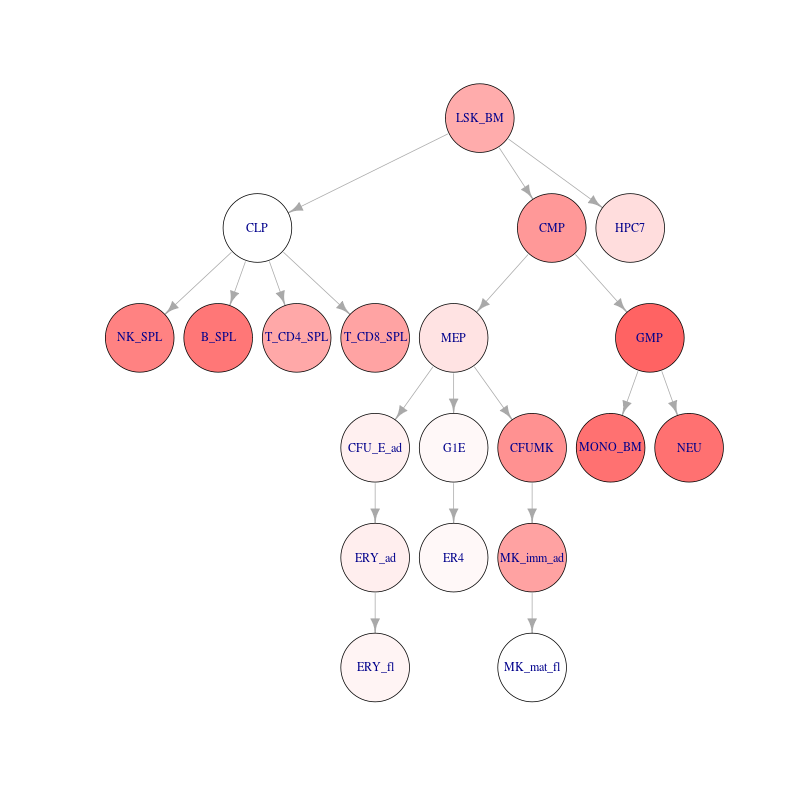 LSK_BM
CLP
CMP
HPC7
NK_SPL
B_SPL
T_CD4_SPL
T_CD8_SPL
MEP
GMP
CFU_E_ad
G1E
CFUMK
MONO_BM
NEU
ERY_ad
ER4
MK_imm_ad
ERY_fl
MK_mat_fl